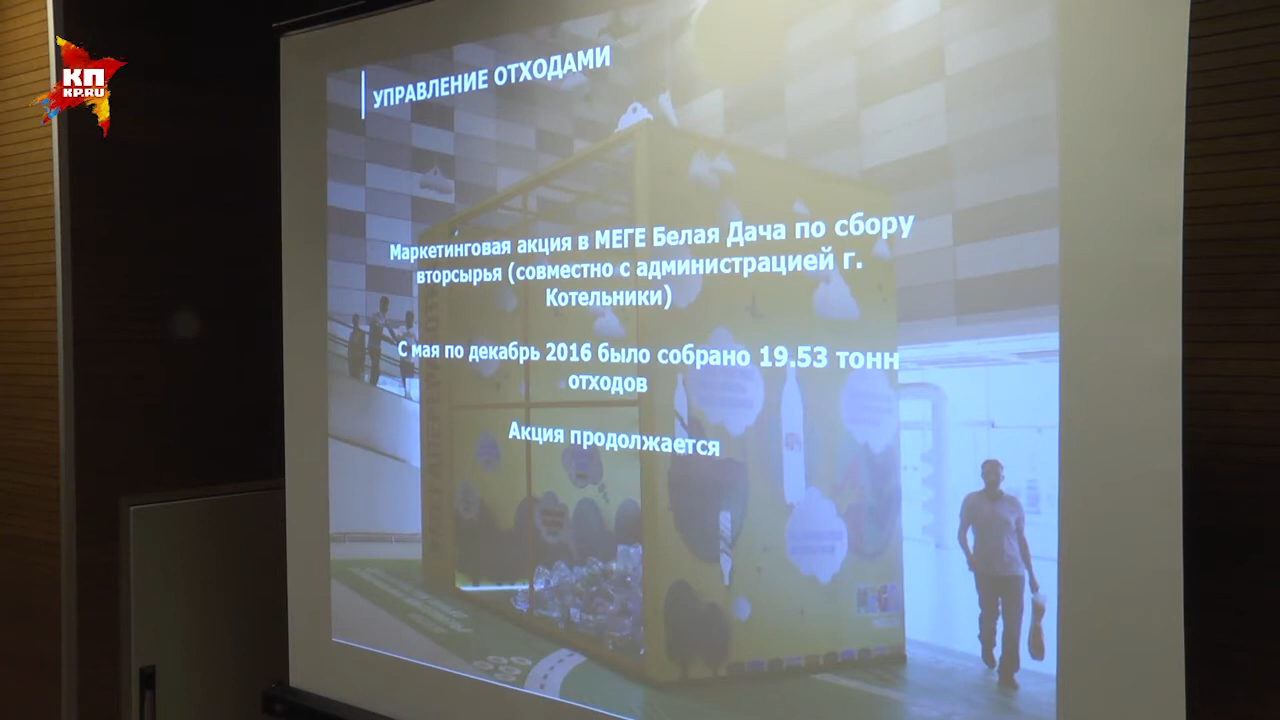 КП
KP.RU
УПРАВЛЕНИЕ ОТХОДАМИ
Маркетинговая акция в МЕГЕ Белая Дача по сбору
вторсырья (совместно с администрацией г.
Котельники)
С мая по декабрь 2016 было собрано 19.53 тонн
отходов
Акция продолжается